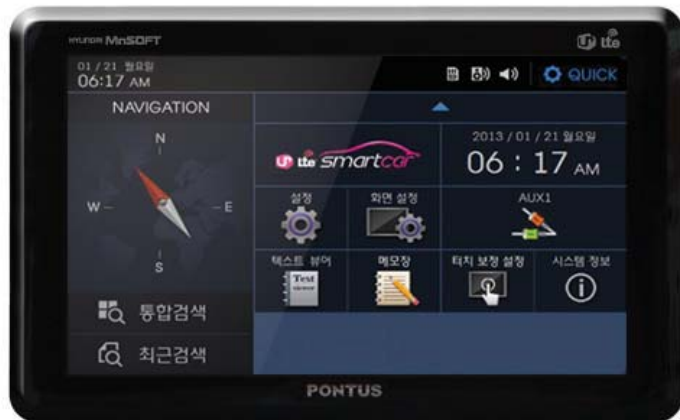 HYUNDAI MnSOFT
U+ LTE
01 / 21 월요일
06:17 AM
QUICK
NAVIGATION
N
W
E
S
통합검색
최근검색
U+ LTE smartcar
2013 / 01 / 21 월요일
06 : 17 AM
설정
화면 설정
AUX1
텍스트 뷰어
메모장
터치 보정 설정
시스템 정보
Text
PONTUS